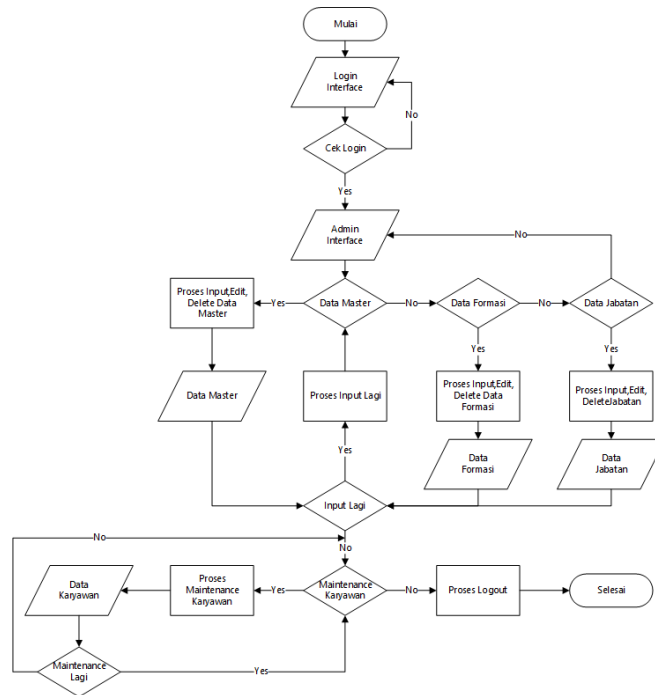 Mulai
Login
Interface
No
Cek Login
Yes
Admin
Interface
No
Proses Input,Edit,
Delete Data
Master
Yes
Data Master
No
Data Formasi
No
Data Jabatan
Yes
Yes
Data Master
Proses Input Lagi
Proses Input,Edit,
Delete Data
Formasi
Proses Input,Edit,
DeleteJabatan
Yes
Data
Formasi
Data
Jabatan
Input Lagi
No
No
Data
Karyawan
Proses
Maintenance
Karyawan
Yes
Maintenance
Karyawan
No
Proses Logout
Selesai
Maintenance
Lagi
Yes